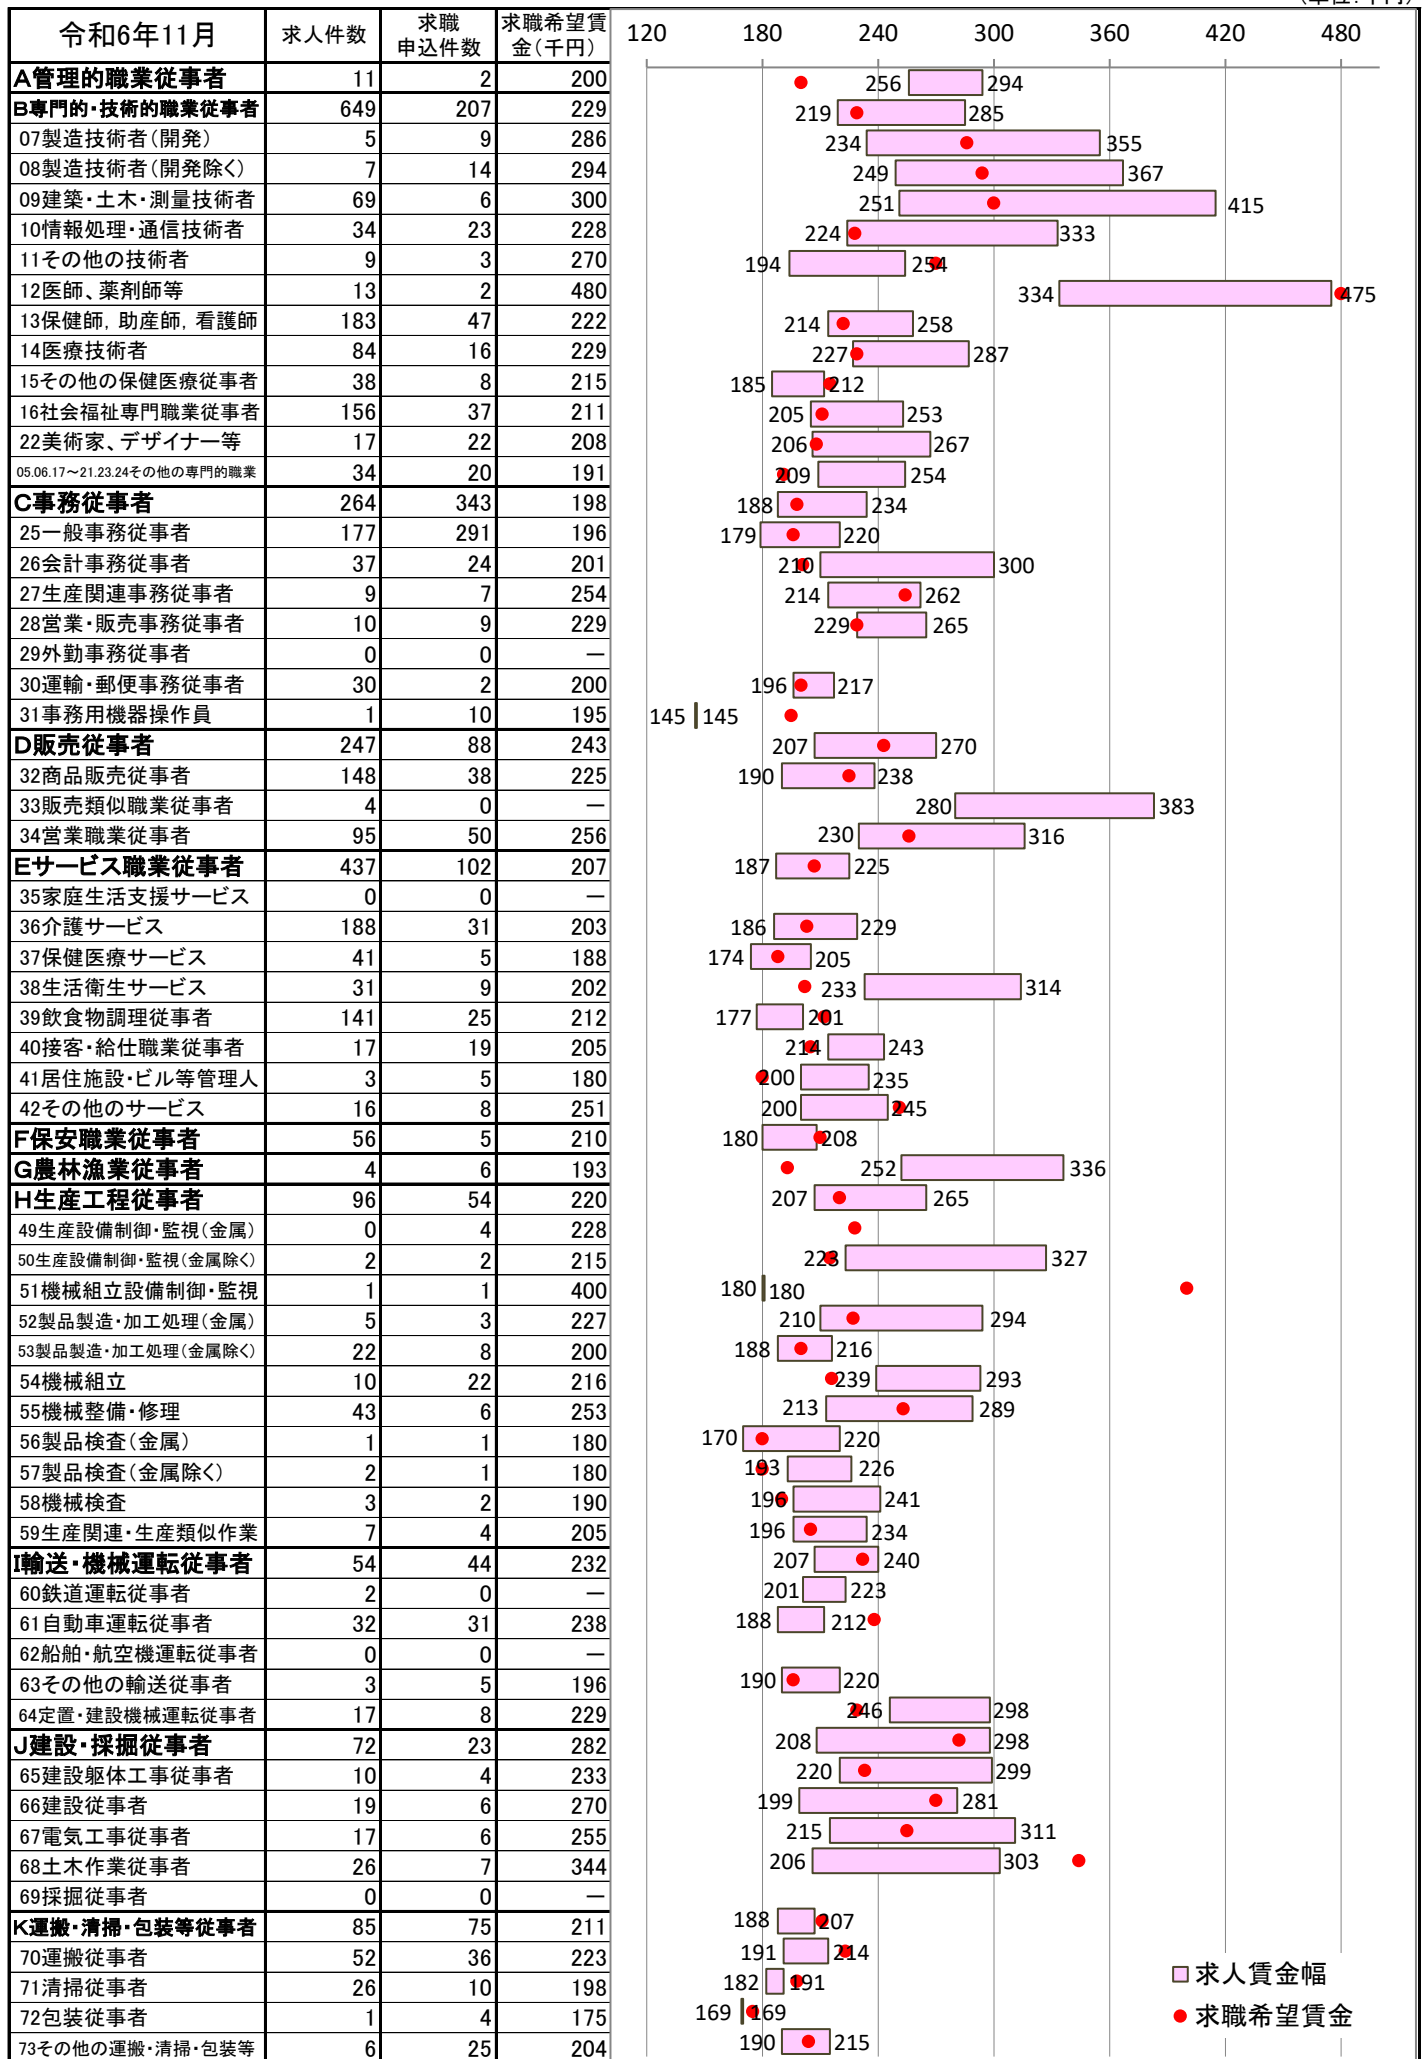 令和6年11月 求人件数 求職申込件数 求職希望賃金(千円) 120 180 240 300 360 420 480
A管理的職業従事者 11 2 200 256 294
B専門的・技術的職業従事者 649 207 229 219 285
07製造技術者(開発) 5 9 286 234 355
08製造技術者(開発除く) 7 14 294 249 367
09建築・土木・測量技術者 69 6 300 251 415
10情報処理・通信技術者 34 23 228 224 333
11その他の技術者 9 3 270 194 254
12医師、薬剤師等 13 2 480 334 475
13保健師,助産師,看護師 183 47 222 214 258
14医療技術者 84 16 229 227 287
15その他の保健医療従事者 38 8 215 185 212
16社会福祉専門職業従事者 156 37 211 205 253
22美術家、デザイナー等 17 22 208 206 267
05.06.17～21.23.24その他の専門的職業 34 20 191 209 254
C事務従事者 264 343 198 188 234
25一般事務従事者 177 291 196 179 220
26会計事務従事者 37 24 201 210 300
27生産関連事務従事者 9 7 254 214 262
28営業・販売事務従事者 10 9 229 229 265
29外勤事務従事者 0 0 ―
30運輸・郵便事務従事者 30 2 200 196 217
31事務用機器操作員 1 10 195 145 145
D販売従事者 247 88 243 207 270
32商品販売従事者 148 38 225 190 238
33販売類似職業従事者 4 0 ― 280 383
34営業職業従事者 95 50 256 230 316
Eサービス職業従事者 437 102 207 187 225
35家庭生活支援サービス 0 0 ―
36介護サービス 188 31 203 186 229
37保健医療サービス 41 5 188 174 205
38生活衛生サービス 31 9 202 233 314
39飲食物調理従事者 141 25 212 177 201
40接客・給仕職業従事者 17 19 205 214 243
41居住施設・ビル等管理人 3 5 180 200 235
42その他のサービス 16 8 251 200 245
F保安職業従事者 56 5 210 180 208
G農林漁業従事者 4 6 193 252 336
H生産工程従事者 96 54 220 207 265
49生産設備制御・監視(金属) 0 4 228
50生産設備制御・監視(金属除く) 2 2 215 223 327
51機械組立設備制御・監視 1 1 400 180 180
52製品製造・加工処理(金属) 5 3 227 210 294
53製品製造・加工処理(金属除く) 22 8 200 188 216
54機械組立 10 22 216 239 293
55機械整備・修理 43 6 253 213 289
56製品検査(金属) 1 1 180 170 220
57製品検査(金属除く) 2 1 180 193 226
58機械検査 3 2 190 196 241
59生産関連・生産類似作業 7 4 205 196 234
I輸送・機械運転従事者 54 44 232 207 240
60鉄道運転従事者 2 0 ― 201 223
61自動車運転従事者 32 31 238 188 212
62船舶・航空機運転従事者 0 0 ―
63その他の輸送従事者 3 5 196 190 220
64定置・建設機械運転従事者 17 8 229 246 298
J建設・採掘従事者 72 23 282 208 298
65建設躯体工事従事者 10 4 233 220 299
66建設従事者 19 6 270 199 281
67電気工事従事者 17 6 255 215 311
68土木作業従事者 26 7 344 206 303
69採掘従事者 0 0 ―
K運搬・清掃・包装等従事者 85 75 211 188 207
70運搬従事者 52 36 223 191 214
71清掃従事者 26 10 198 182 191
72包装従事者 1 4 175 169 169
73その他の運搬・清掃・包装等 6 25 204 190 215
求人賃金幅
求職希望賃金